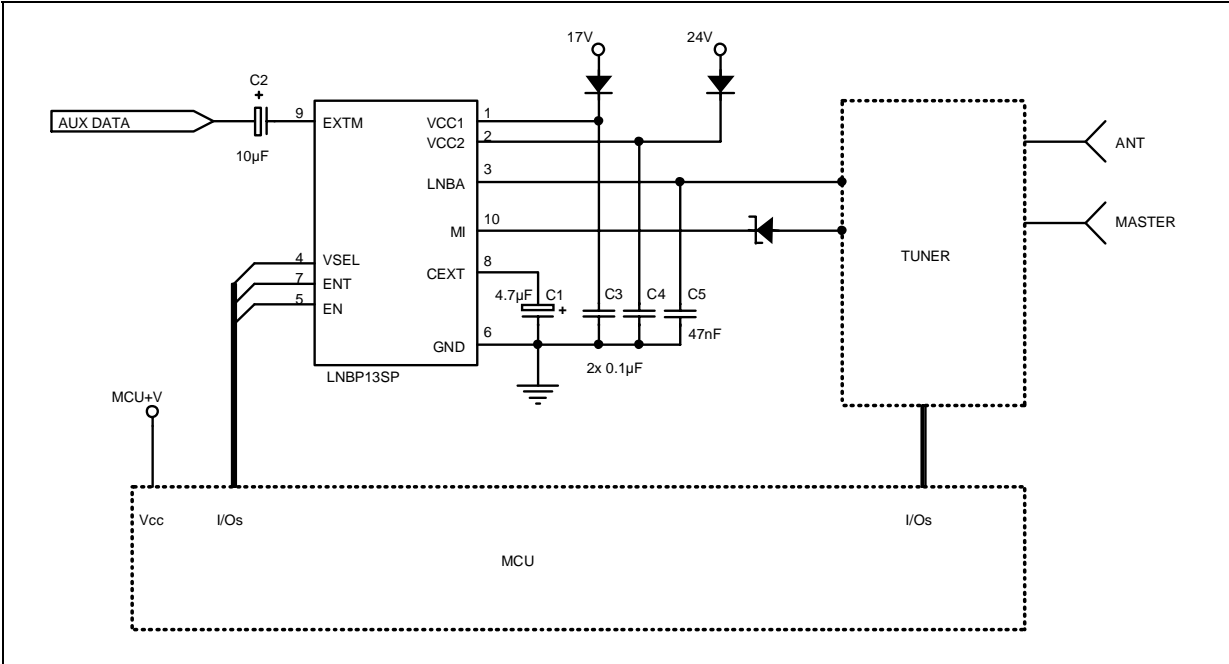 17V
24V
C2
+
AUX DATA
10µF
9
EXTM
VCC1
1
VCC2
2
LNBA
3
MI
10
CEXT
8
GND
6
4
VSEL
7
ENT
5
EN
LNBP13SP
4.7µF
C1
+
C3
C4
C5
47nF
2x 0.1µF
TUNER
ANT
MASTER
MCU+V
Vcc
I/Os
I/Os
MCU